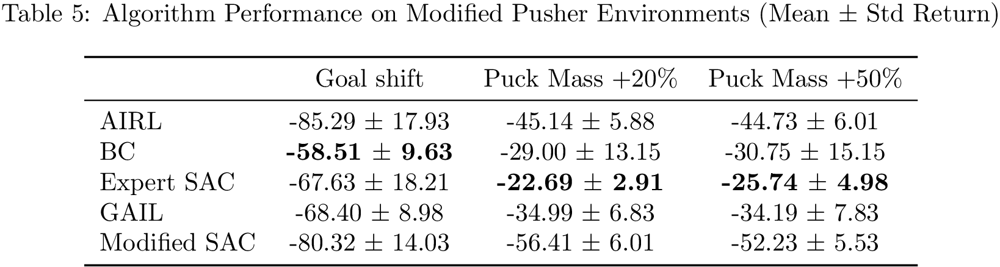 Table 5: Algorithm Performance on Modified Pusher Environments (Mean ± Std Return)
Goal shift Puck Mass +20% Puck Mass +50%
AIRL -85.29 ± 17.93 -45.14 ± 5.88 -44.73 ± 6.01
BC -58.51 ± 9.63 -29.00 ± 13.15 -30.75 ± 15.15
Expert SAC -67.63 ± 18.21 -22.69 ± 2.91 -25.74 ± 4.98
GAIL -68.40 ± 8.98 -34.99 ± 6.83 -34.19 ± 7.83
Modified SAC -80.32 ± 14.03 -56.41 ± 6.01 -52.23 ± 5.53